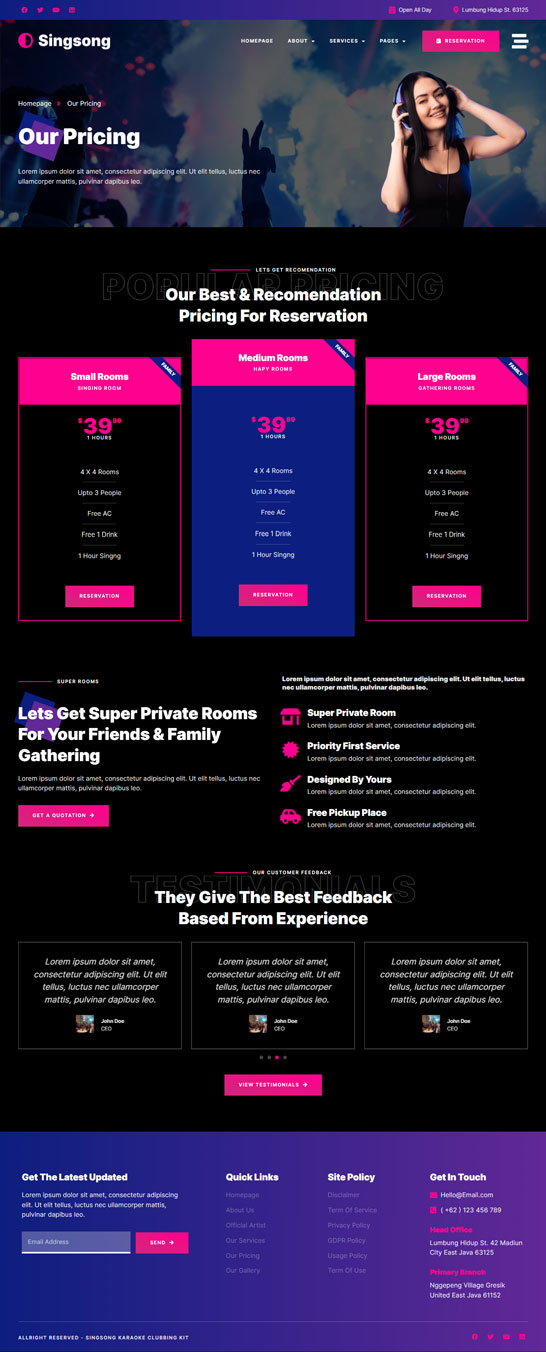 Open All Day
Lumbung Hidup St. 63125
Singsong
HOMEPAGE
ABOUT
SERVICES
PAGES
RESERVATION
Homepage
Our Pricing
Our Pricing
Lorem ipsum dolor sit amet, consectetur adipiscing elit. Ut elit tellus, luctus nec
ullamcorper mattis, pulvinar dapibus leo.
LETS GET RECOMENDATION
POPULAR PRICING
Our Best & Recomendation
Pricing For Reservation
FAMILY
Small Rooms
SINGING ROOM
$ 39 99
1 HOURS
4 X 4 Rooms
Upto 3 People
Free AC
Free 1 Drink
1 Hour Singng
RESERVATION
FAMILY
Medium Rooms
HAPY ROOMS
$ 39 99
1 HOURS
4 X 4 Rooms
Upto 3 People
Free AC
Free 1 Drink
1 Hour Singng
RESERVATION
FAMILY
Large Rooms
GATHERING ROOMS
$ 39 99
1 HOURS
4 X 4 Rooms
Upto 3 People
Free AC
Free 1 Drink
1 Hour Singng
RESERVATION
SUPER ROOMS
Lets Get Super Private Rooms
For Your Friends & Family
Gathering
Lorem ipsum dolor sit amet, consectetur adipiscing elit. Ut elit tellus, luctus nec
ullamcorper mattis, pulvinar dapibus leo.
GET A QUOTATION
Lorem ipsum dolor sit amet, consectetur adipiscing elit. Ut elit tellus, luctus
nec ullamcorper mattis, pulvinar dapibus leo.
Super Private Room
Lorem ipsum dolor sit amet, consectetur adipiscing elit.
Priority First Service
Lorem ipsum dolor sit amet, consectetur adipiscing elit.
Designed By Yours
Lorem ipsum dolor sit amet, consectetur adipiscing elit.
Free Pickup Place
Lorem ipsum dolor sit amet, consectetur adipiscing elit.
OUR CUSTOMER FEEDBACK
TESTIMONIALS
They Give The Best Feedback
Based From Experience
Lorem ipsum dolor sit amet,
consectetur adipiscing elit. Ut elit
tellus, luctus nec ullamcorper
mattis, pulvinar dapibus leo.
John Doe
CEO
Lorem ipsum dolor sit amet,
consectetur adipiscing elit. Ut elit
tellus, luctus nec ullamcorper
mattis, pulvinar dapibus leo.
John Doe
CEO
Lorem ipsum dolor sit amet,
consectetur adipiscing elit. Ut elit
tellus, luctus nec ullamcorper
mattis, pulvinar dapibus leo.
John Doe
CEO
VIEW TESTIMONIALS
Get The Latest Updated
Lorem ipsum dolor sit amet, consectetur adipiscing
elit. Ut elit tellus, luctus nec ullamcorper mattis,
pulvinar dapibus leo.
Email Address
SEND
Quick Links
Homepage
About Us
Official Artist
Our Services
Our Pricing
Our Gallery
Site Policy
Disclaimer
Term Of Service
Privacy Policy
GDPR Policy
Usage Policy
Term Of Use
Get In Touch
Hello@Email.com
( +62 ) 123 456 789
Head Office
Lumbung Hidup St. 42 Madiun
City East Java 63125
Primary Branch
Nggepeng Village Gresik
United East Java 61152
ALLRIGHT RESERVED - SINGSONG KARAOKE CLUBBING KIT